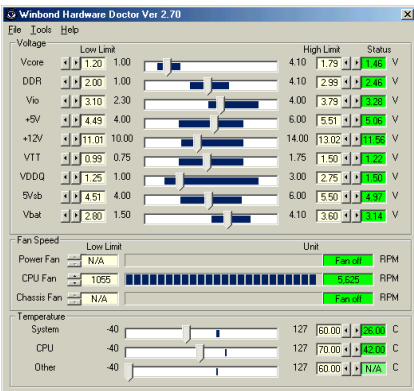 Winbond Hardware Doctor Ver 2.70
File Tools Help
Voltage
Low Limit High Limit Status
Vcore 1.20 1.00 4.10 1.79 1.46 V
DDR 2.00 1.00 4.10 2.99 2.46 V
Vio 3.10 2.30 4.00 3.79 3.28 V
+5V 4.49 4.00 6.00 5.51 5.06 V
+12V 11.01 10.00 14.00 13.02 11.56 V
VTT 0.99 0.75 1.75 1.50 1.22 V
VDDQ 1.25 1.00 3.00 2.75 1.50 V
5Vsb 4.51 4.00 6.00 5.50 4.97 V
Vbat 2.80 1.50 4.10 3.60 3.14 V
Fan Speed
Low Limit Unit
Power Fan N/A Fan off RPM
CPU Fan 1055 5,625 RPM
Chassis Fan N/A Fan off RPM
Temperature
System -40 127 60.00 26.00 C
CPU -40 127 70.00 42.00 C
Other -40 127 60.00 N/A C